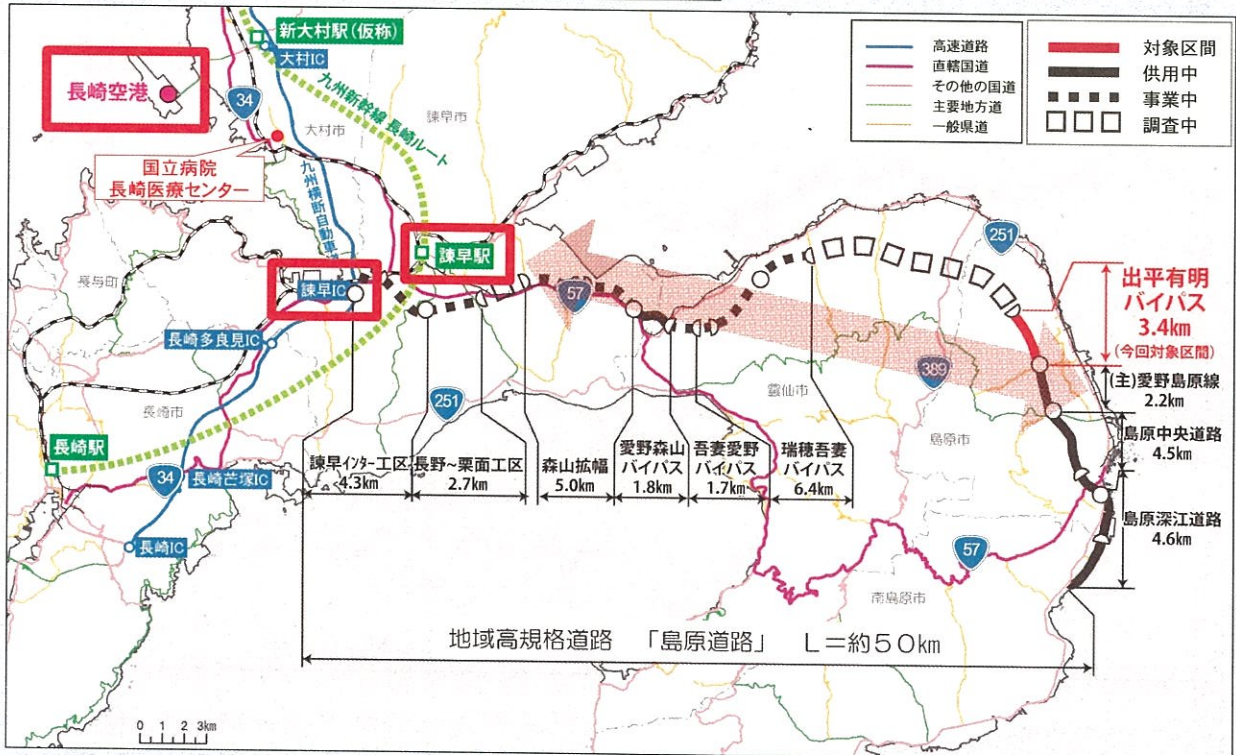 新大村駅(仮称)
大村IC
長崎空港
34
大村市
諫早市
九州新幹線 長崎ルート
国立病院
長崎医療センター
九州横断自動車道
高速道路
直轄国道
その他の国道
主要地方道
一般県道
対象区間
供用中
事業中
調査中
諫早駅
諫早IC
長与町
長崎多良見IC
57
251
出平有明
バイパス
3.4km
(今回対象区間)
389
(主)愛野島原線
2.2km
雲仙市
島原市
長崎市
251
長崎駅
34
長崎芒塚IC
長崎IC
諫早インター工区
4.3km
長野~栗面工区
2.7km
森山拡幅
5.0km
愛野森山
バイパス
1.8km
吾妻愛野
バイパス
1.7km
瑞穂吾妻
バイパス
6.4km
島原中央道路
4.5km
島原深江道路
4.6km
57
南島原市
地域高規格道路 「島原道路」 L=約50km
0 1 2 3km